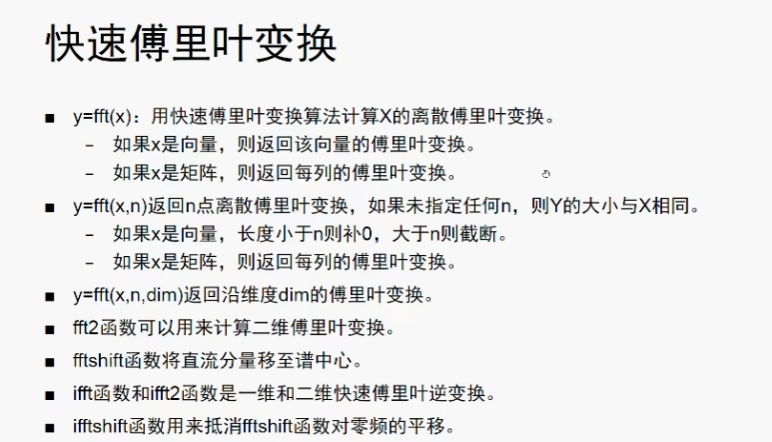 快速傅里叶变换
■ y=fft(x)：用快速傅里叶变换算法计算X的离散傅里叶变换。
– 如果x是向量，则返回该向量的傅里叶变换。
– 如果x是矩阵，则返回每列的傅里叶变换。
■ y=fft(x,n)返回n点离散傅里叶变换，如果未指定任何n，则Y的大小与X相同。
– 如果x是向量，长度小于n则补0，大于n则截断。
– 如果x是矩阵，则返回每列的傅里叶变换。
■ y=fft(x,n,dim)返回沿维度dim的傅里叶变换。
■ fft2函数可以用来计算二维傅里叶变换。
■ fftshift函数将直流分量移至谱中心。
■ ifft函数和ifft2函数是一维和二维快速傅里叶逆变换。
■ ifftshift函数用来抵消fftshift函数对零频的平移。